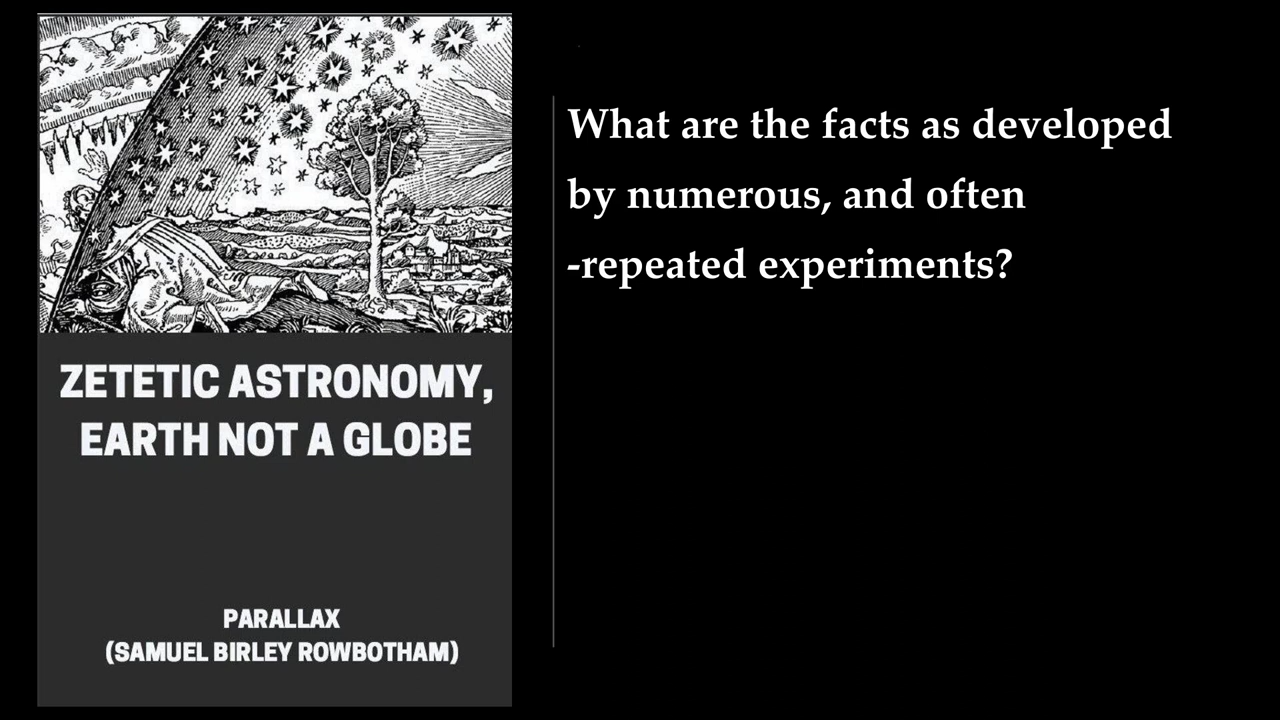 ZETETIC ASTRONOMY,
EARTH NOT A GLOBE
PARALLAX
(SAMUEL BIRLEY ROWBOTHAM)
What are the facts as developed
by numerous, and often
-repeated experiments?